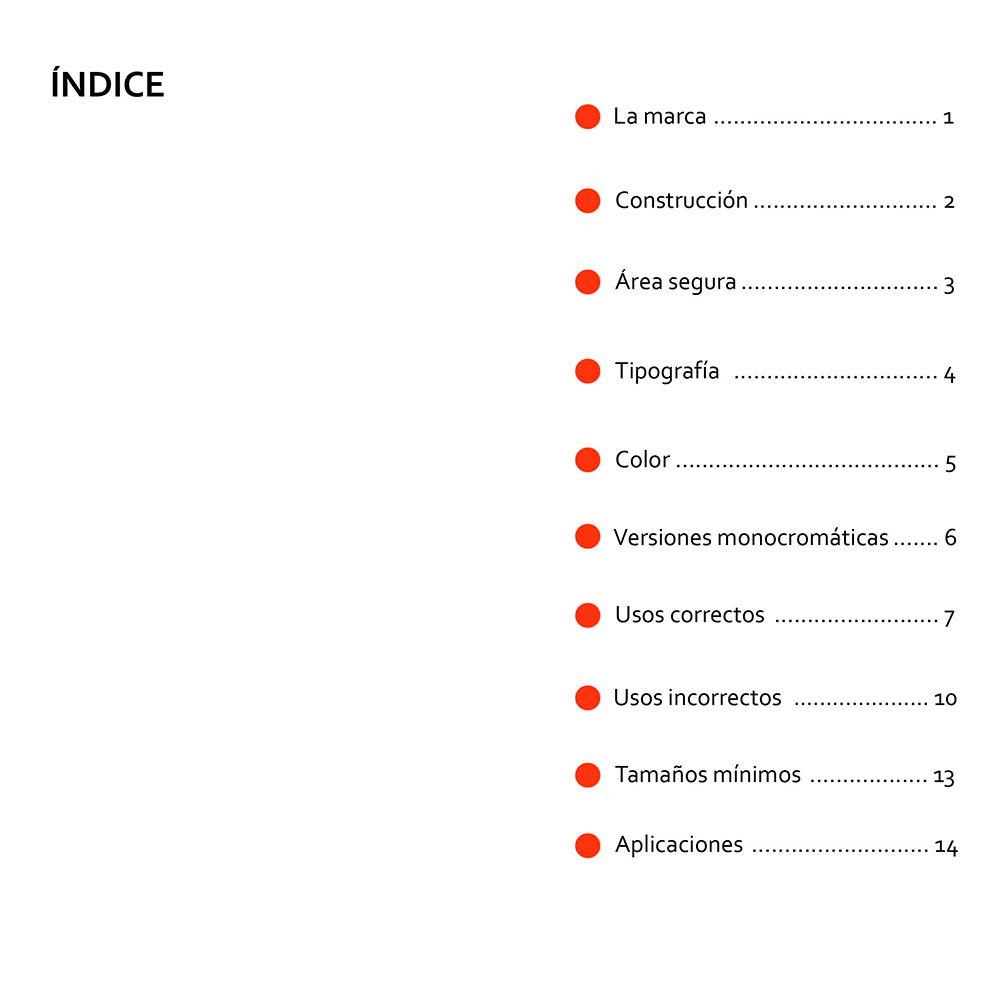 ÍNDICE
La marca .................................. 1
Construcción ............................ 2
Área segura .............................. 3
Tipografía ............................... 4
Color ........................................ 5
Versiones monocromáticas ....... 6
Usos correctos ......................... 7
Usos incorrectos ..................... 10
Tamaños mínimos .................. 13
Aplicaciones ........................... 14